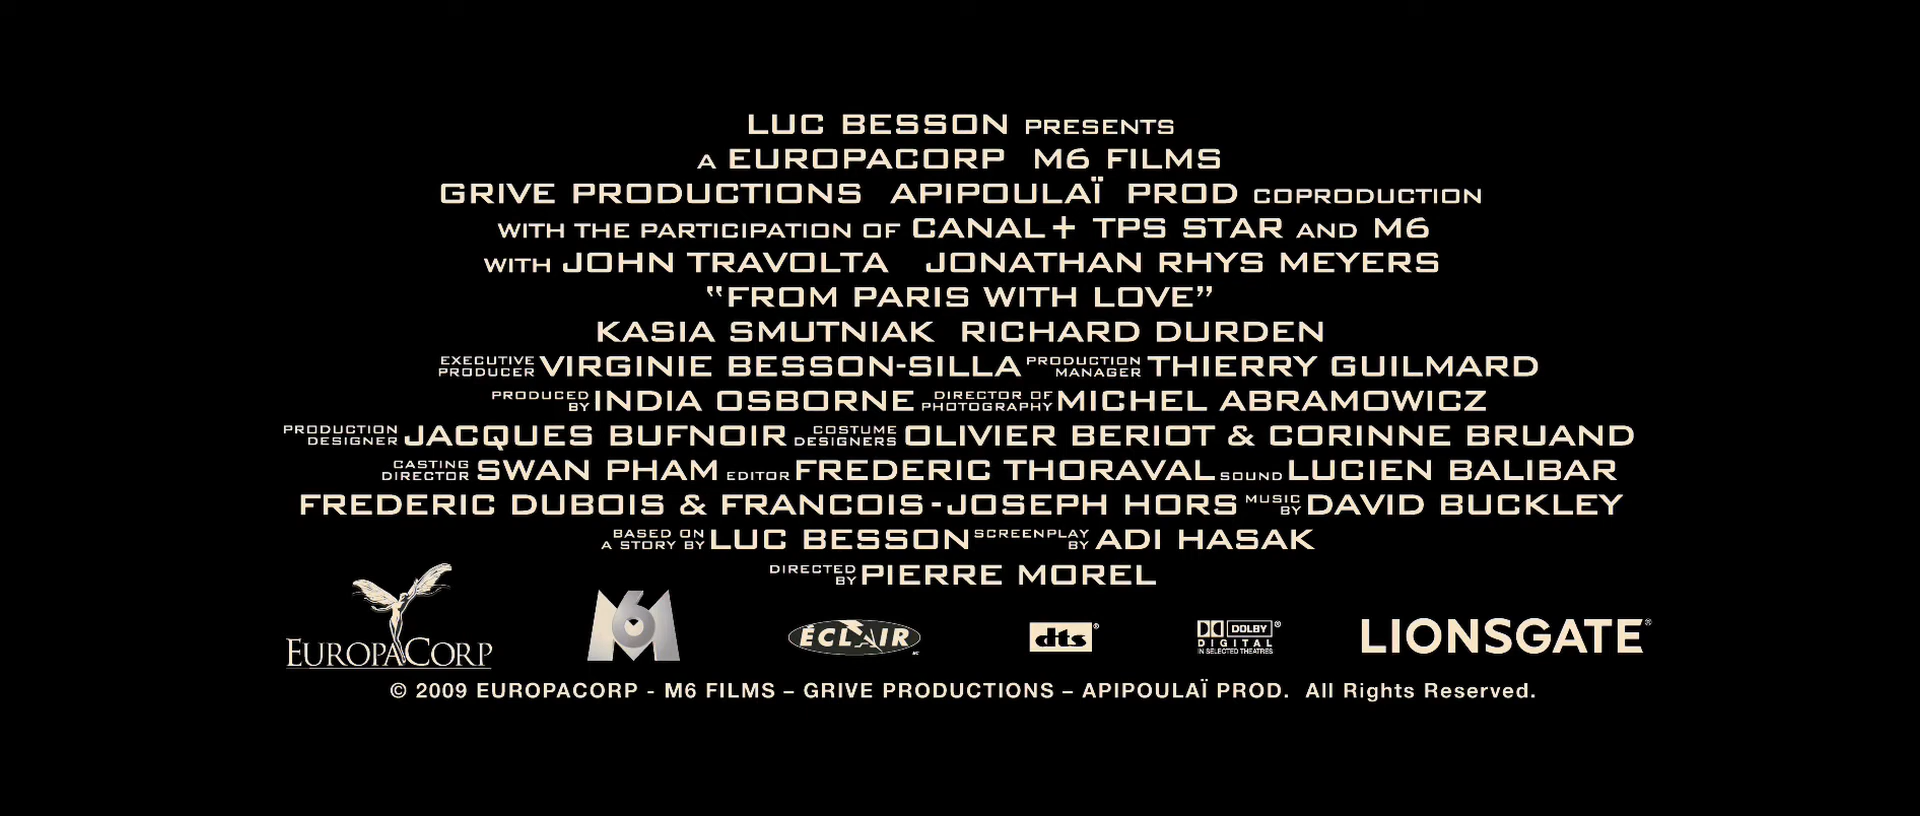 LUC BESSON PRESENTS
A EUROPACORP M6 FILMS
GRIVE PRODUCTIONS APIPOULAÏ PROD COPRODUCTION
WITH THE PARTICIPATION OF CANAL+ TPS STAR AND M6
WITH JOHN TRAVOLTA JONATHAN RHYS MEYERS
“FROM PARIS WITH LOVE”
KASIA SMUTNIAK RICHARD DURDEN
EXECUTIVE PRODUCER VIRGINIE BESSON-SILLA PRODUCTION MANAGER THIERRY GUILMARD
PRODUCED BY INDIA OSBORNE DIRECTOR OF PHOTOGRAPHY MICHEL ABRAMOWICZ
PRODUCTION DESIGNER JACQUES BUFNOIR COSTUME DESIGNERS OLIVIER BERIOT & CORINNE BRUAND
CASTING DIRECTOR SWAN PHAM EDITOR FREDERIC THORAVAL SOUND LUCIEN BALIBAR
FREDERIC DUBOIS & FRANCOIS-JOSEPH HORS MUSIC BY DAVID BUCKLEY
BASED ON A STORY BY LUC BESSON SCREENPLAY BY ADI HASAK
DIRECTED BY PIERRE MOREL
EUROPACORP M6 ÉCLAIR dts® DOLBY® DIGITAL IN SELECTED THEATRES LIONSGATE®
© 2009 EUROPACORP - M6 FILMS – GRIVE PRODUCTIONS – APIPOULAÏ PROD. All Rights Reserved.